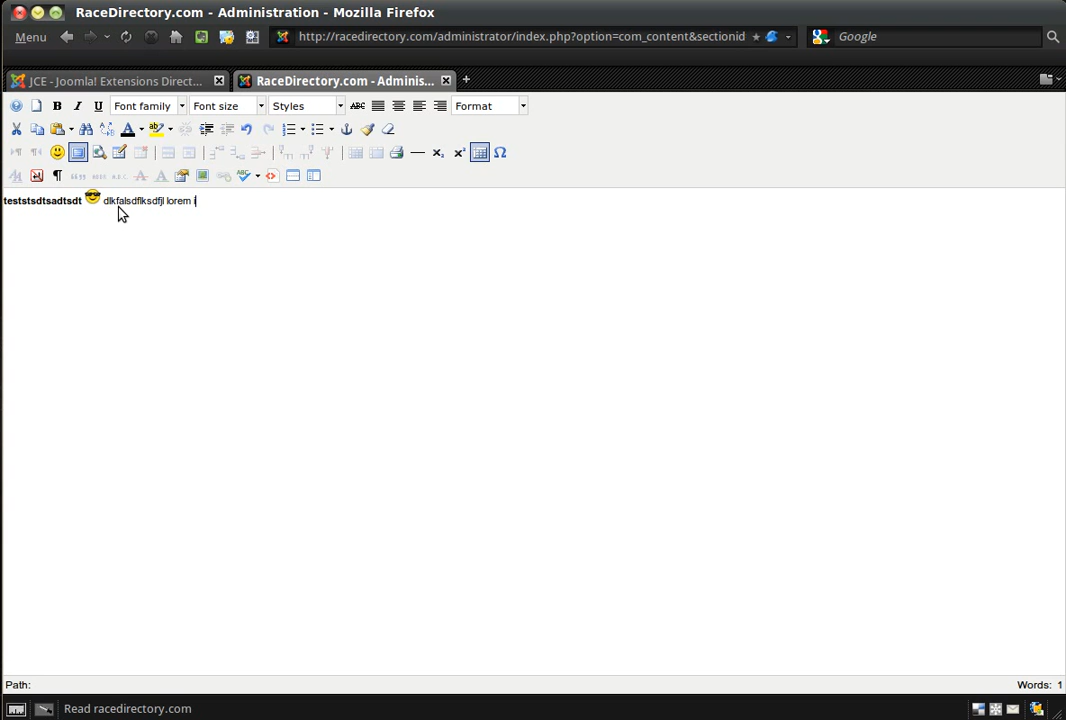 RaceDirectory.com - Administration - Mozilla Firefox
Menu http://racedirectory.com/administrator/index.php?option=com_content&sectionid Google
JCE - Joomla! Extensions Direct... RaceDirectory.com - Adminis...
B I U Font family Font size Styles ABC Format
teststsdtsadtsdt dlkfalsdflksdfjl lorem i
Path: Words: 1
Read racedirectory.com